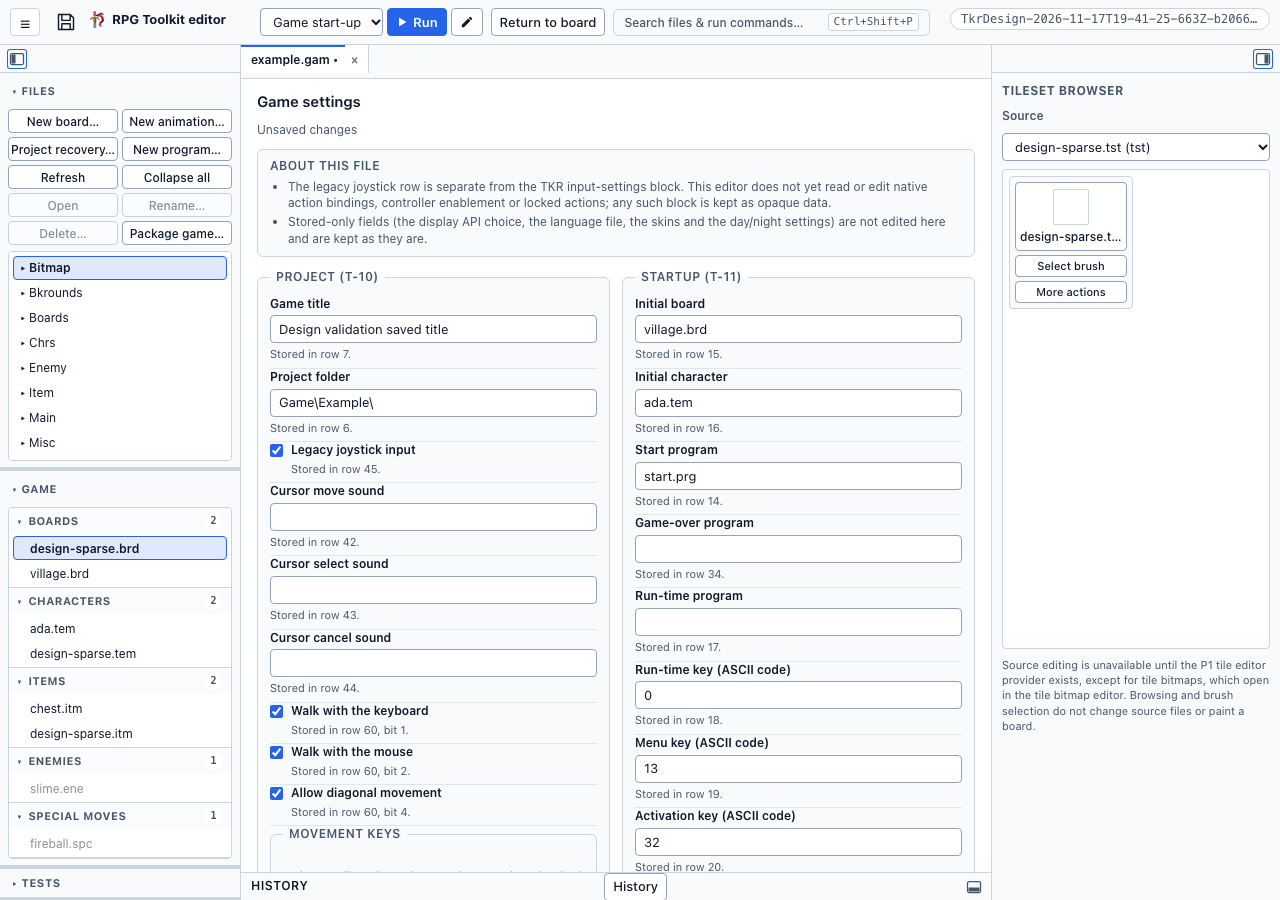 RPG Toolkit editor
Game start-up
Run
Return to board
Search files & run commands…
Ctrl+Shift+P
TkrDesign-2026-11-17T19-41-25-663Z-b2066…
FILES
New board…
New animation…
Project recovery…
New program…
Refresh
Collapse all
Open
Rename…
Delete…
Package game…
Bitmap
Bkrounds
Boards
Chrs
Enemy
Item
Main
Misc
GAME
BOARDS 2
design-sparse.brd
village.brd
CHARACTERS 2
ada.tem
design-sparse.tem
ITEMS 2
chest.itm
design-sparse.itm
ENEMIES 1
slime.ene
SPECIAL MOVES 1
fireball.spc
TESTS
example.gam • ×
Game settings
Unsaved changes
ABOUT THIS FILE
• The legacy joystick row is separate from the TKR input-settings block. This editor does not yet read or edit native
action bindings, controller enablement or locked actions; any such block is kept as opaque data.
• Stored-only fields (the display API choice, the language file, the skins and the day/night settings) are not edited here
and are kept as they are.
PROJECT (T-10)
Game title
Design validation saved title
Stored in row 7.
Project folder
Game\Example\
Stored in row 6.
Legacy joystick input
Stored in row 45.
Cursor move sound
Stored in row 42.
Cursor select sound
Stored in row 43.
Cursor cancel sound
Stored in row 44.
Walk with the keyboard
Stored in row 60, bit 1.
Walk with the mouse
Stored in row 60, bit 2.
Allow diagonal movement
Stored in row 60, bit 4.
MOVEMENT KEYS
STARTUP (T-11)
Initial board
village.brd
Stored in row 15.
Initial character
ada.tem
Stored in row 16.
Start program
start.prg
Stored in row 14.
Game-over program
Stored in row 34.
Run-time program
Stored in row 17.
Run-time key (ASCII code)
0
Stored in row 18.
Menu key (ASCII code)
13
Stored in row 19.
Activation key (ASCII code)
32
Stored in row 20.
HISTORY
History
TILESET BROWSER
Source
design-sparse.tst (tst)
design-sparse.t…
Select brush
More actions
Source editing is unavailable until the P1 tile editor
provider exists, except for tile bitmaps, which open
in the tile bitmap editor. Browsing and brush
selection do not change source files or paint a
board.